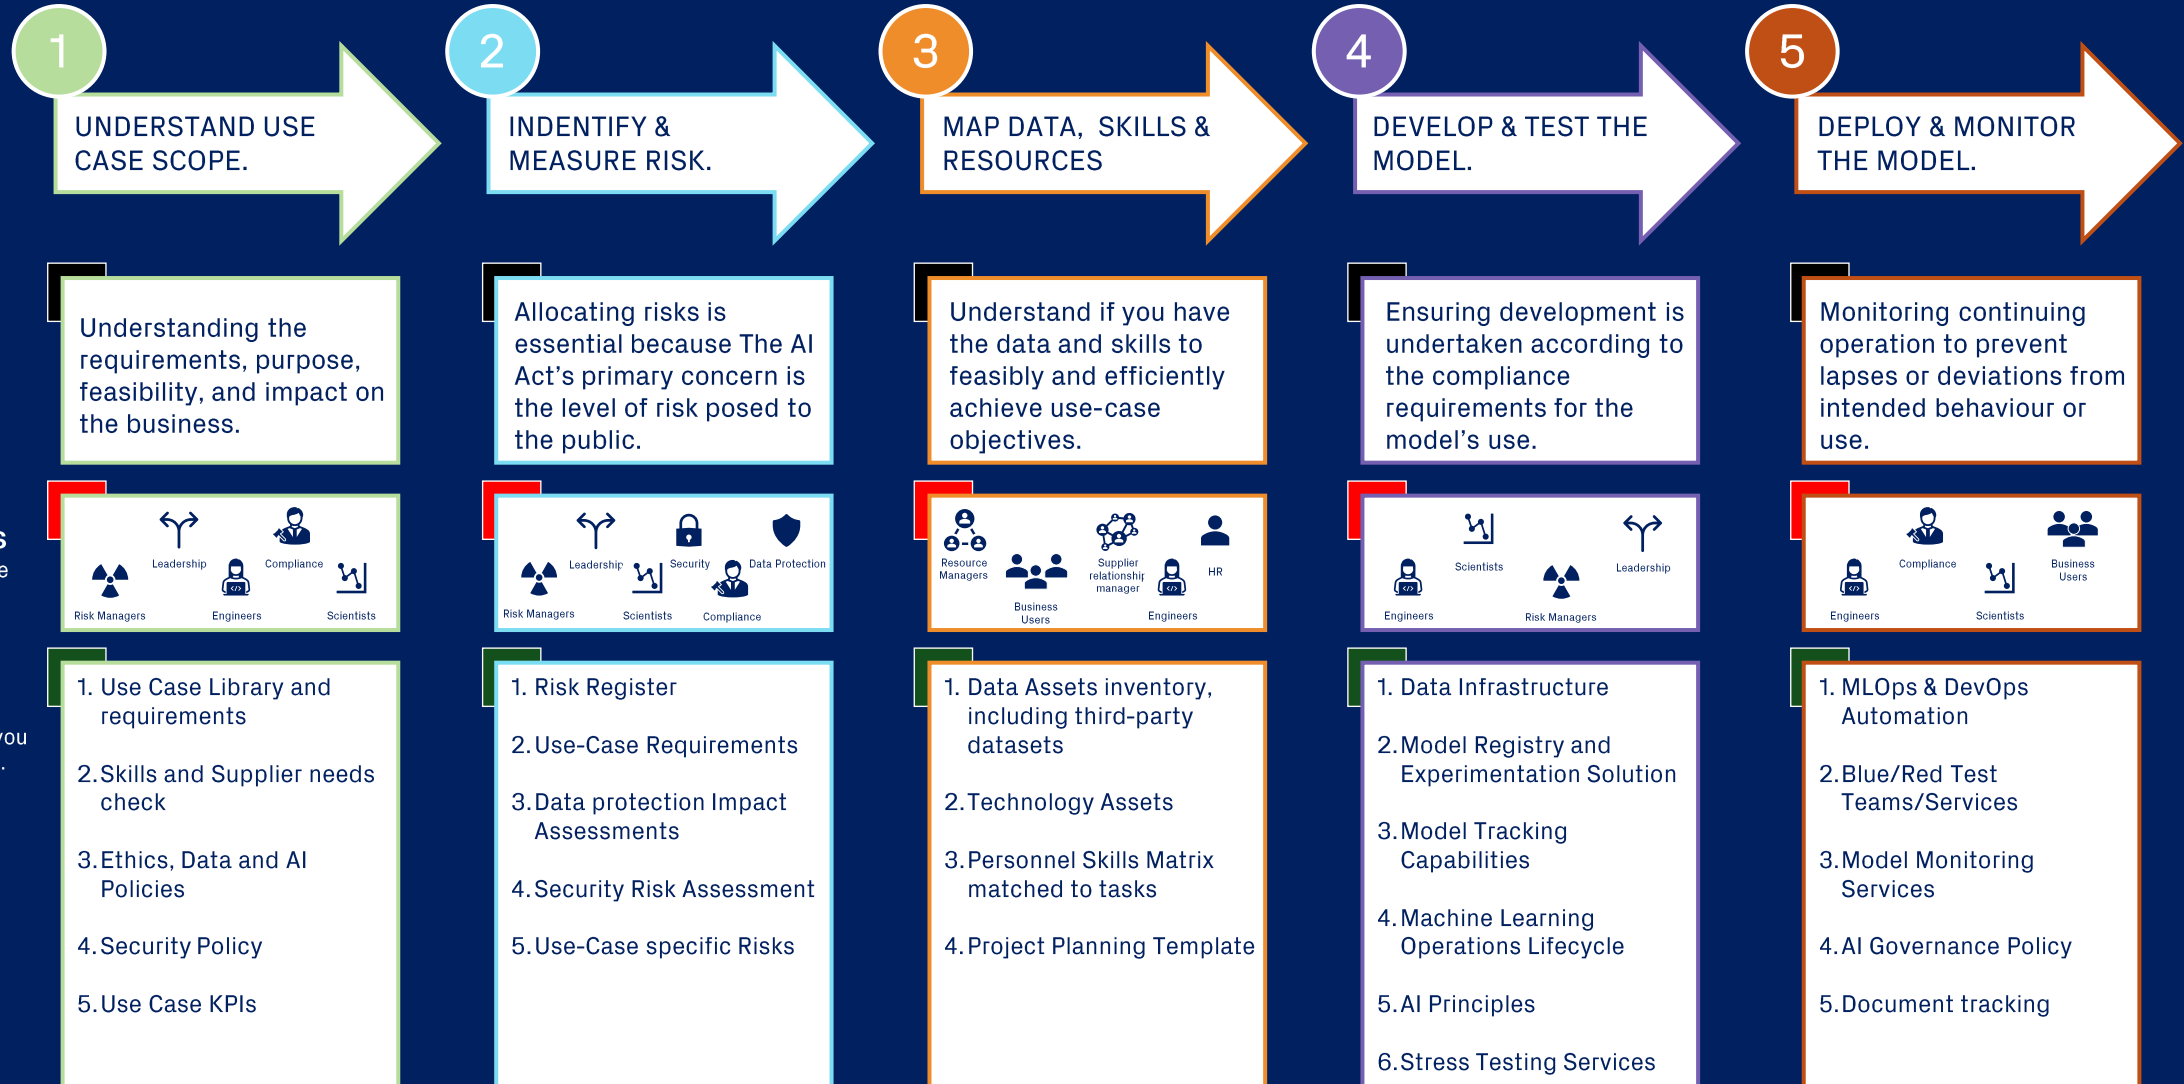 1
UNDERSTAND USE
CASE SCOPE.
Understanding the
requirements, purpose,
feasibility, and impact on
the business.
Leadership
Compliance
Risk Managers
Engineers
Scientists
1. Use Case Library and
requirements
2. Skills and Supplier needs
check
3. Ethics, Data and AI
Policies
4. Security Policy
5. Use Case KPIs
2
INDENTIFY &
MEASURE RISK.
Allocating risks is
essential because The AI
Act's primary concern is
the level of risk posed to
the public.
Leadership
Security
Data Protection
Risk Managers
Scientists
Compliance
1. Risk Register
2. Use-Case Requirements
3. Data protection Impact
Assessments
4. Security Risk Assessment
5. Use-Case specific Risks
3
MAP DATA, SKILLS &
RESOURCES
Understand if you have
the data and skills to
feasibly and efficiently
achieve use-case
objectives.
Resource
Managers
Supplier
relationship
manager
HR
Business
Users
Engineers
1. Data Assets inventory,
including third-party
datasets
2. Technology Assets
3. Personnel Skills Matrix
matched to tasks
4. Project Planning Template
4
DEVELOP & TEST THE
MODEL.
Ensuring development is
undertaken according to
the compliance
requirements for the
model's use.
Scientists
Leadership
Engineers
Risk Managers
1. Data Infrastructure
2. Model Registry and
Experimentation Solution
3. Model Tracking
Capabilities
4. Machine Learning
Operations Lifecycle
5. AI Principles
6. Stress Testing Services
5
DEPLOY & MONITOR
THE MODEL.
Monitoring continuing
operation to prevent
lapses or deviations from
intended behaviour or
use.
Compliance
Business
Users
Engineers
Scientists
1. MLOps & DevOps
Automation
2. Blue/Red Test
Teams/Services
3. Model Monitoring
Services
4. AI Governance Policy
5. Document tracking